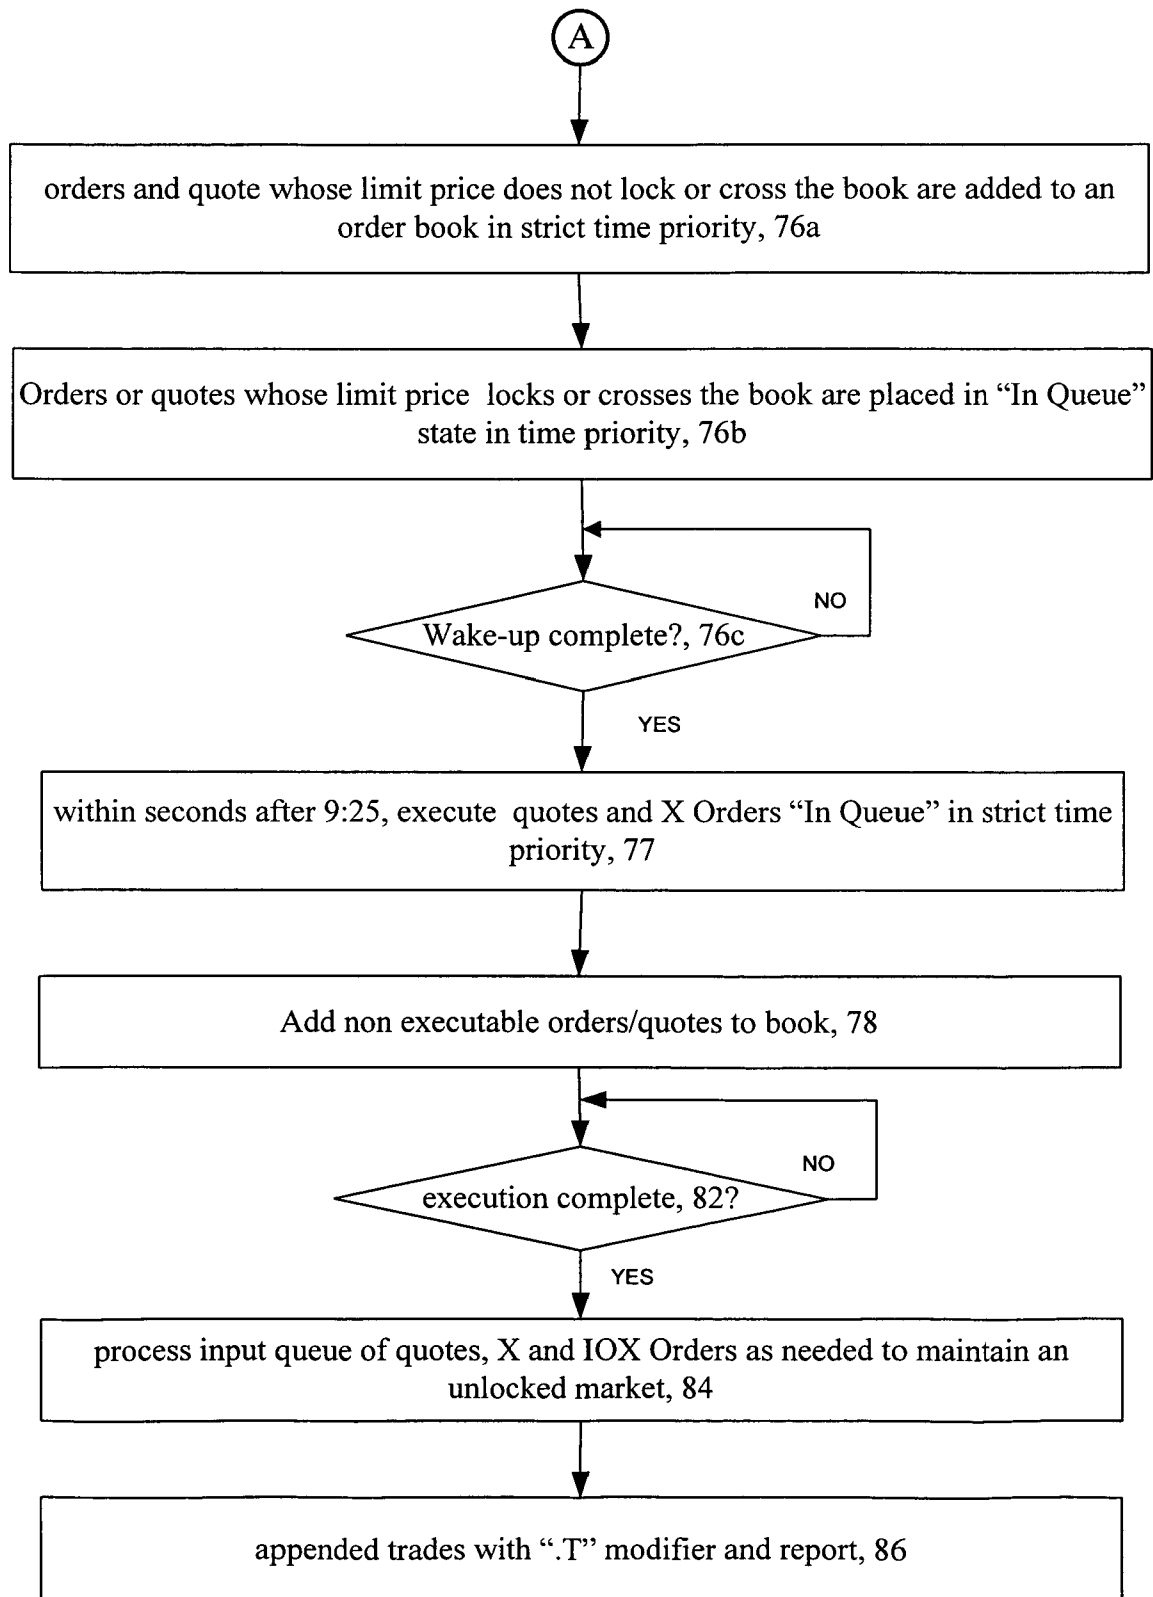 A
orders and quote whose limit price does not lock or cross the book are added to an
order book in strict time priority, 76a
Orders or quotes whose limit price locks or crosses the book are placed in “In Queue”
state in time priority, 76b
NO
Wake-up complete?, 76c
YES
within seconds after 9:25, execute quotes and X Orders “In Queue” in strict time
priority, 77
Add non executable orders/quotes to book, 78
NO
execution complete, 82?
YES
process input queue of quotes, X and IOX Orders as needed to maintain an
unlocked market, 84
appended trades with “.T” modifier and report, 86